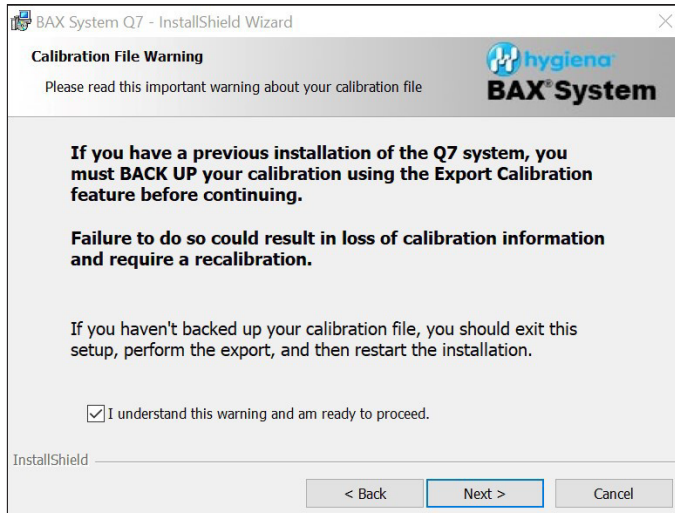 BAX System Q7 - InstallShield Wizard
Calibration File Warning
Please read this important warning about your calibration file
hygiena
BAX® System
If you have a previous installation of the Q7 system, you
must BACK UP your calibration using the Export Calibration
feature before continuing.
Failure to do so could result in loss of calibration information
and require a recalibration.
If you haven't backed up your calibration file, you should exit this
setup, perform the export, and then restart the installation.
I understand this warning and am ready to proceed.
InstallShield
< Back
Next >
Cancel